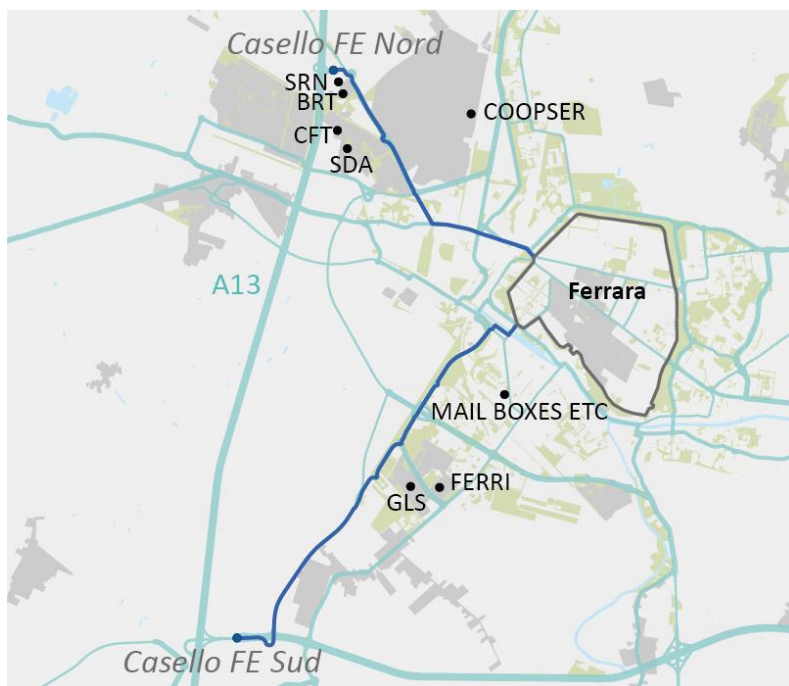 Casello FE Nord
SRN
BRT
COOPSER
CFT
SDA
A13
Ferrara
MAIL BOXES ETC
GLS
FERRI
Casello FE Sud